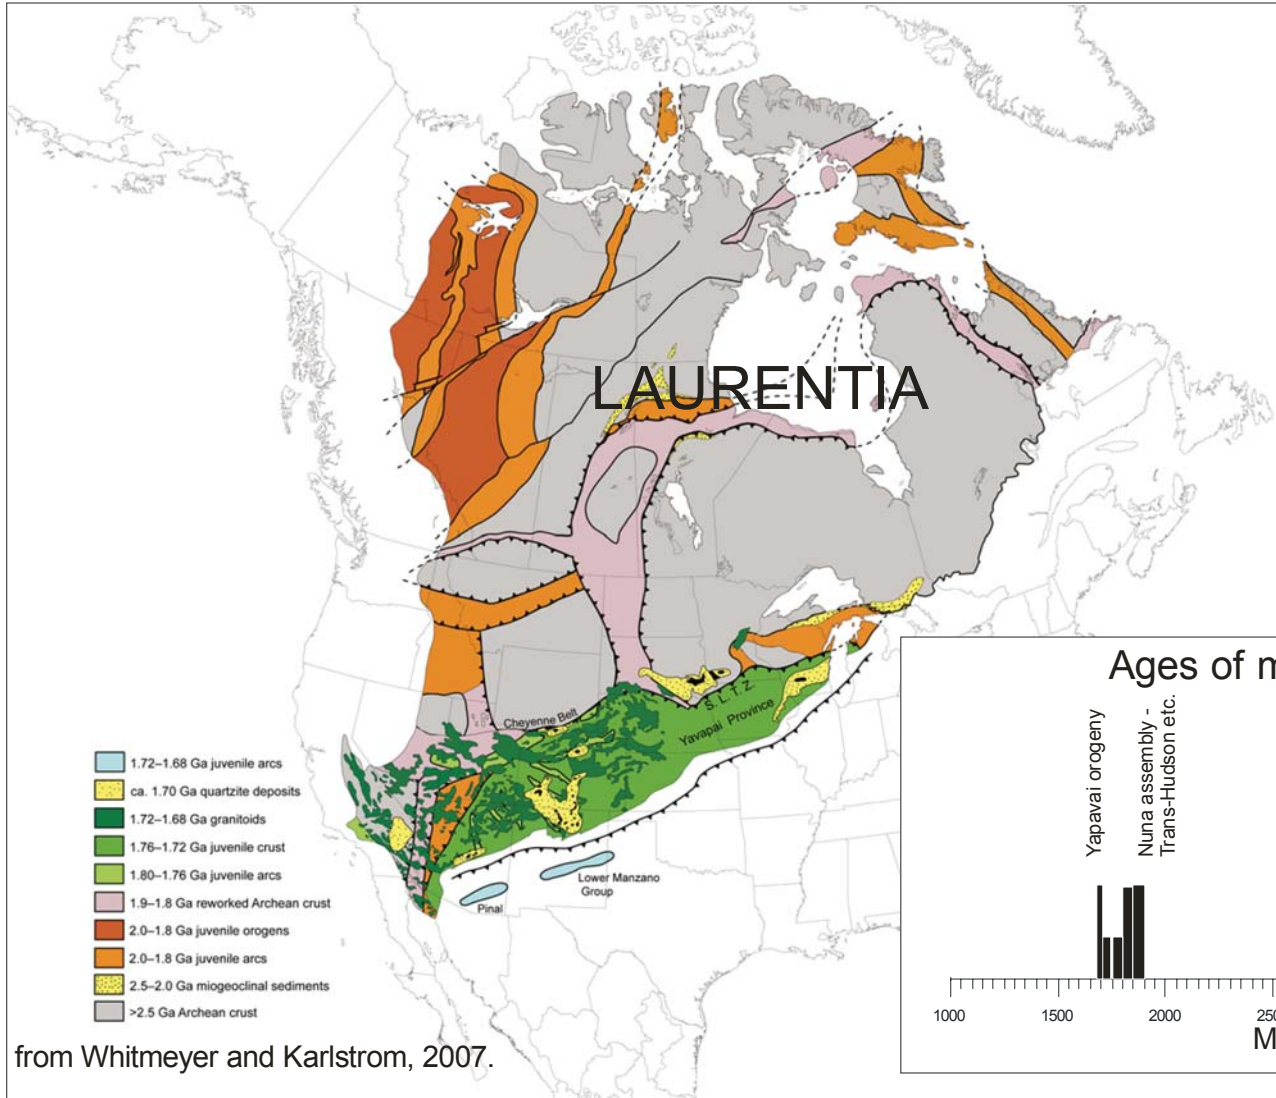 LAURENTIA
S. L. T. Z.
Yavapai Province
Cheyenne Belt
Lower Manzano
Group
Pinal
1.72–1.68 Ga juvenile arcs
ca. 1.70 Ga quartzite deposits
1.72–1.68 Ga granitoids
1.76–1.72 Ga juvenile crust
1.80–1.76 Ga juvenile arcs
1.9–1.8 Ga reworked Archean crust
2.0–1.8 Ga juvenile orogens
2.0–1.8 Ga juvenile arcs
2.5–2.0 Ga miogeoclinal sediments
>2.5 Ga Archean crust
from Whitmeyer and Karlstrom, 2007.
Ages of m
Yapavai orogeny
Nuna assembly -
Trans-Hudson etc.
1000 1500 2000 250
M